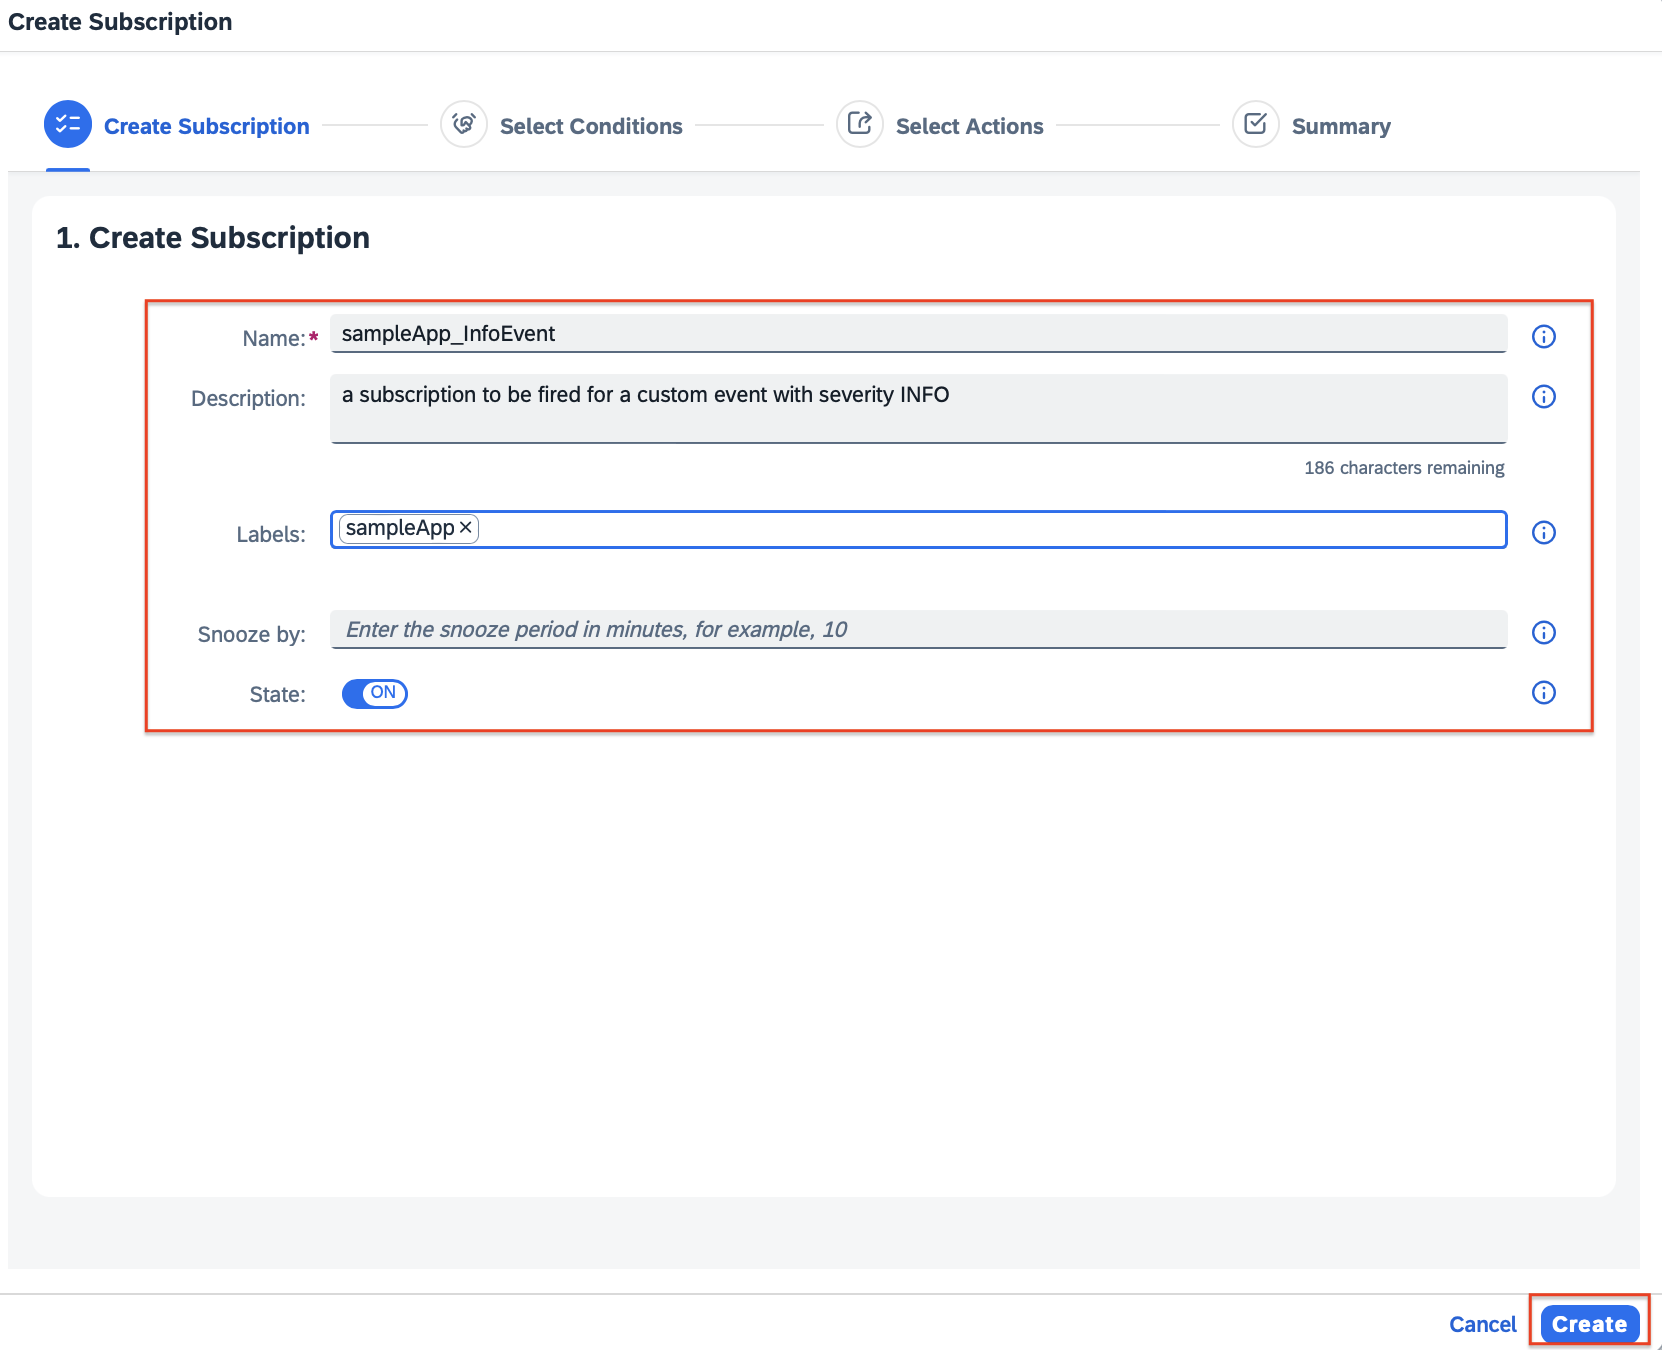 Create Subscription
Create Subscription
Select Conditions
Select Actions
Summary
1. Create Subscription
Name:*
sampleApp_InfoEvent
Description:
a subscription to be fired for a custom event with severity INFO
186 characters remaining
Labels:
sampleApp
Snooze by:
Enter the snooze period in minutes, for example, 10
State:
ON
Cancel
Create